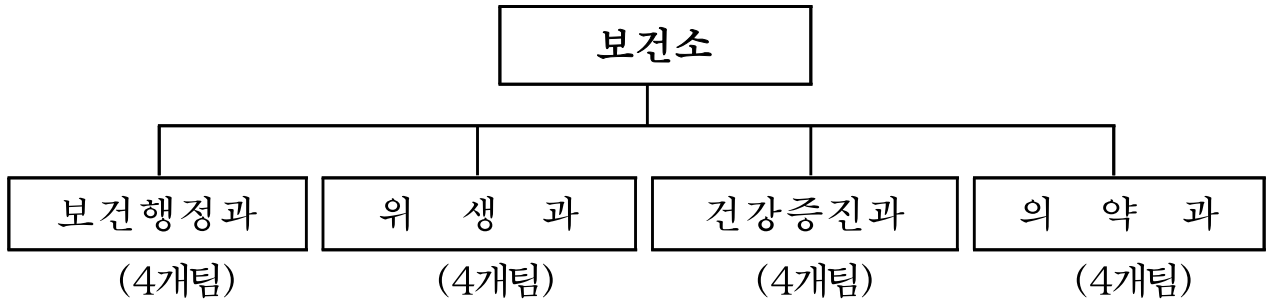 보건소
보건행정과 위 생 과 건강증진과 의 약 과
(4개팀) (4개팀) (4개팀) (4개팀)